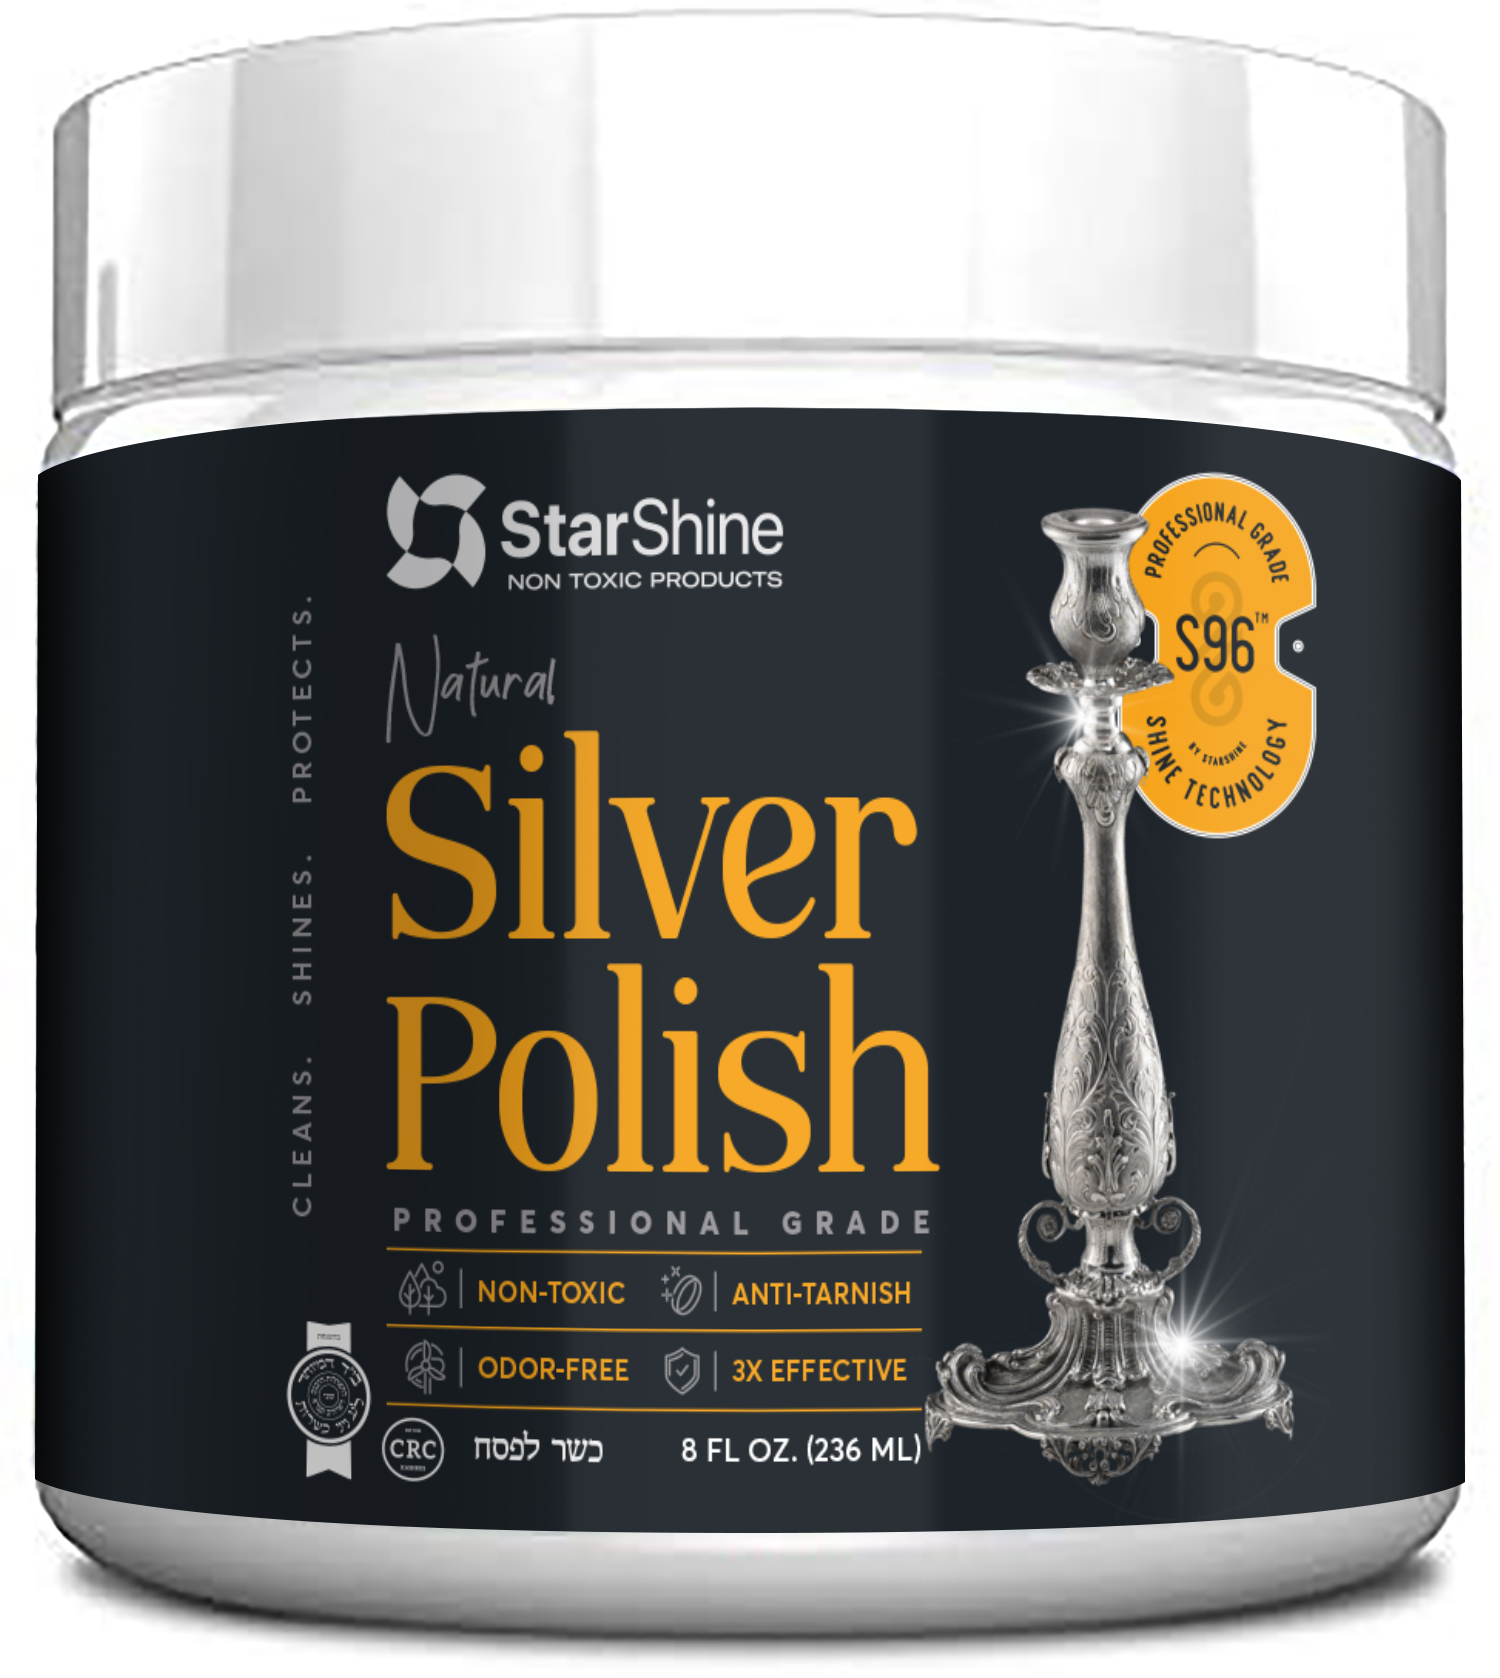 StarShine
NON TOXIC PRODUCTS
CLEANS. SHINES. PROTECTS.
Natural
Silver
Polish
PROFESSIONAL GRADE
NON-TOXIC
ANTI-TARNISH
ODOR-FREE
3X EFFECTIVE
CRC
כשר לפסח
8 FL OZ. (236 ML)
PROFESSIONAL GRADE
S96™
BY STARSHINE
SHINE TECHNOLOGY